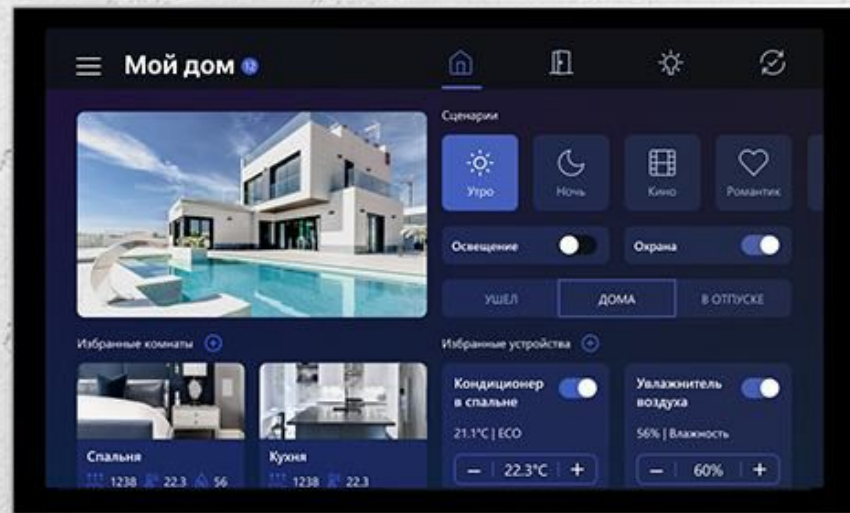 Мой дом 12
Сценарии
Утро
Ночь
Кино
Романтик
Освещение
Охрана
УШЕЛ
ДОМА
В ОТПУСКЕ
Избранные комнаты
Избранные устройства
Кондиционер
в спальне
21.1°C | ECO
– 22.3°C +
Увлажнитель
воздуха
56% | Влажность
– 60% +
Спальня
1238 22.3 56
Кухня
1238 22.3